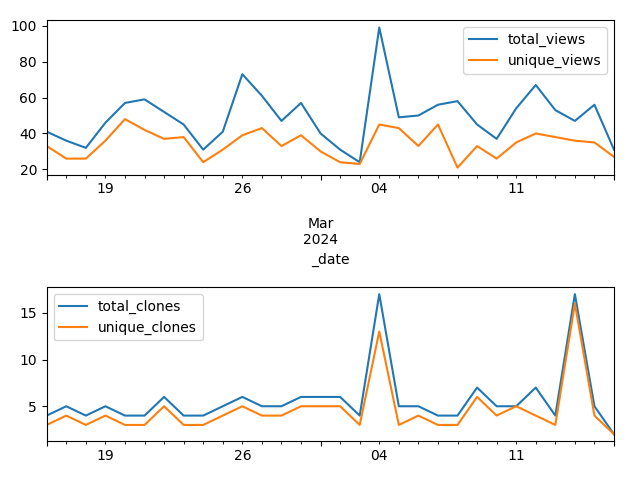 100
80
60
40
20
total_views
unique_views
19
26
04
11
Mar
2024
_date
15
10
5
total_clones
unique_clones
19
26
04
11